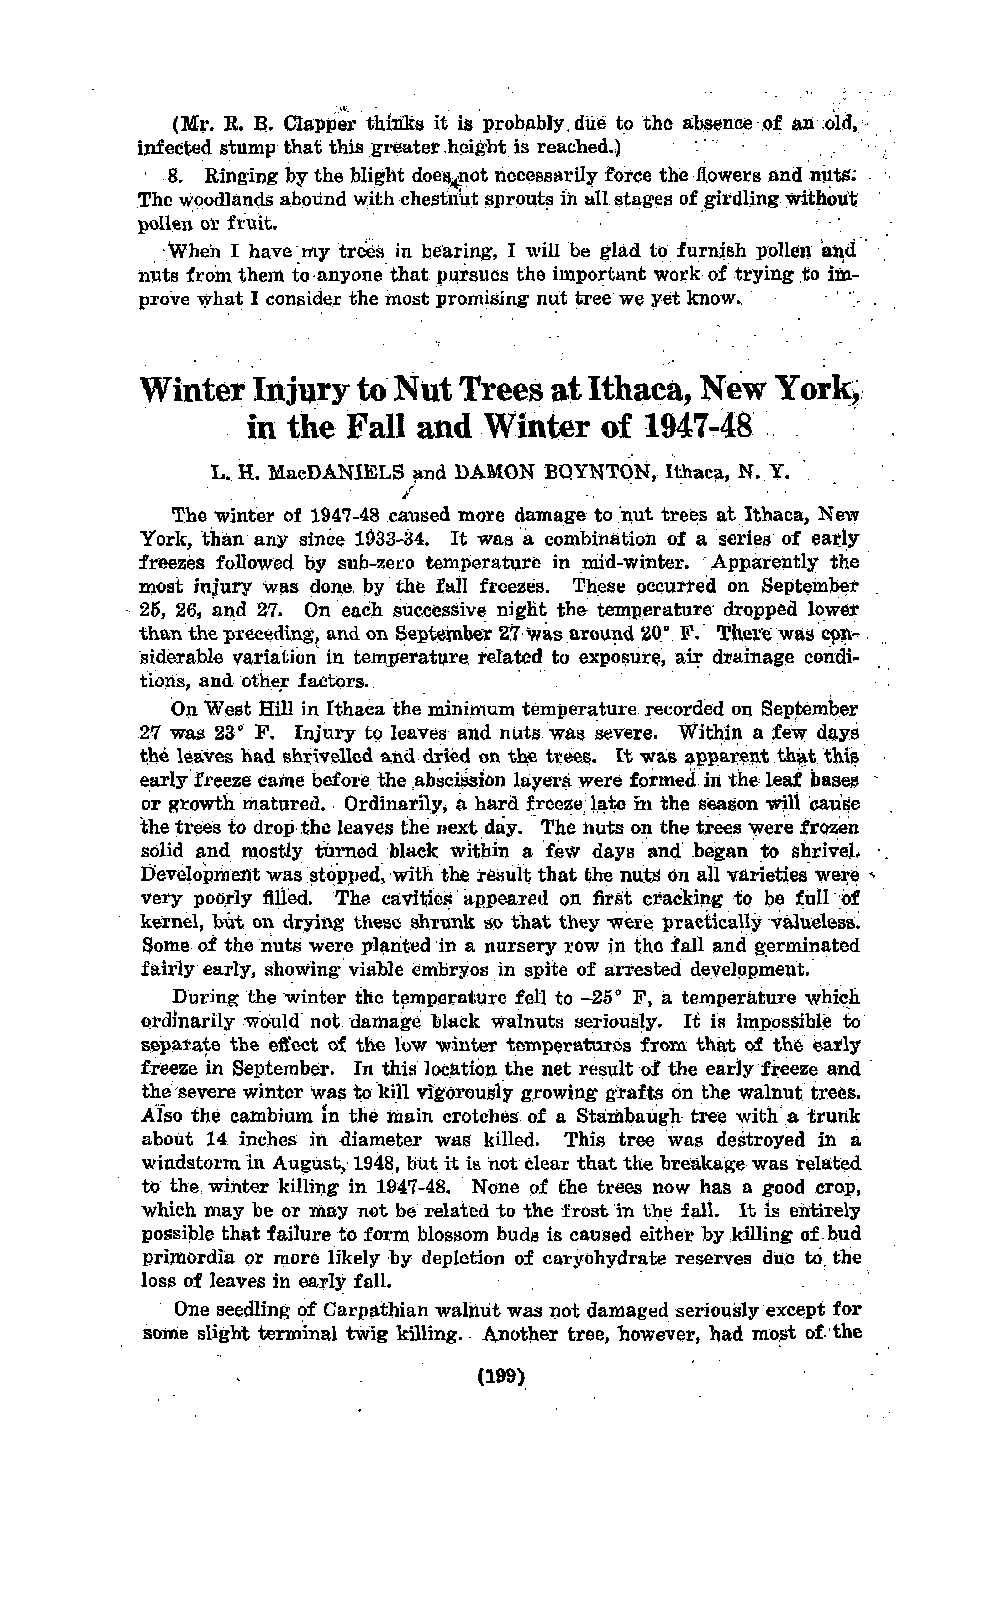 (Mr. R. B. Clapper thinks it is probably due to the absence of an old,
infected stump that this greater height is reached.)
8. Ringing by the blight does not necessarily force the flowers and nuts.
The woodlands abound with chestnut sprouts in all stages of girdling without
pollen or fruit.
When I have my trees in bearing, I will be glad to furnish pollen and
nuts from them to anyone that pursues the important work of trying to im-
prove what I consider the most promising nut tree we yet know.
Winter Injury to Nut Trees at Ithaca, New York,
in the Fall and Winter of 1947-48
L. H. MacDANIELS and DAMON BOYNTON, Ithaca, N. Y.
The winter of 1947-48 caused more damage to nut trees at Ithaca, New
York, than any since 1933-34. It was a combination of a series of early
freezes followed by sub-zero temperature in mid-winter. Apparently the
most injury was done by the fall freezes. These occurred on September
25, 26, and 27. On each successive night the temperature dropped lower
than the preceding, and on September 27 was around 20° F. There was con-
siderable variation in temperature related to exposure, air drainage condi-
tions, and other factors.
On West Hill in Ithaca the minimum temperature recorded on September
27 was 23° F. Injury to leaves and nuts was severe. Within a few days
the leaves had shrivelled and dried on the trees. It was apparent that this
early freeze came before the abscission layers were formed in the leaf bases
or growth matured. Ordinarily, a hard freeze late in the season will cause
the trees to drop the leaves the next day. The nuts on the trees were frozen
solid and mostly turned black within a few days and began to shrivel.
Development was stopped, with the result that the nuts on all varieties were
very poorly filled. The cavities appeared on first cracking to be full of
kernel, but on drying these shrunk so that they were practically valueless.
Some of the nuts were planted in a nursery row in the fall and germinated
fairly early, showing viable embryos in spite of arrested development.
During the winter the temperature fell to –25° F, a temperature which
ordinarily would not damage black walnuts seriously. It is impossible to
separate the effect of the low winter temperatures from that of the early
freeze in September. In this location the net result of the early freeze and
the severe winter was to kill vigorously growing grafts on the walnut trees.
Also the cambium in the main crotches of a Stambaugh tree with a trunk
about 14 inches in diameter was killed. This tree was destroyed in a
windstorm in August, 1948, but it is not clear that the breakage was related
to the winter killing in 1947-48. None of the trees now has a good crop,
which may be or may not be related to the frost in the fall. It is entirely
possible that failure to form blossom buds is caused either by killing of bud
primordia or more likely by depletion of caryohydrate reserves due to the
loss of leaves in early fall.
One seedling of Carpathian walnut was not damaged seriously except for
some slight terminal twig killing. Another tree, however, had most of the
(199)